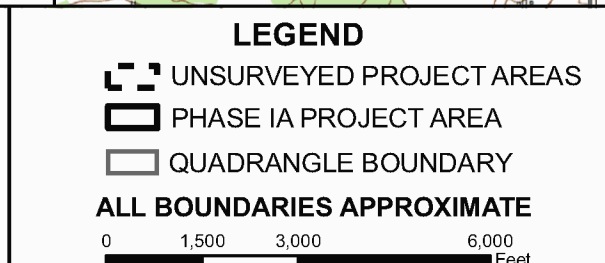 LEGEND
UNSURVEYED PROJECT AREAS
PHASE IA PROJECT AREA
QUADRANGLE BOUNDARY
ALL BOUNDARIES APPROXIMATE
0 1,500 3,000 6,000
Feet